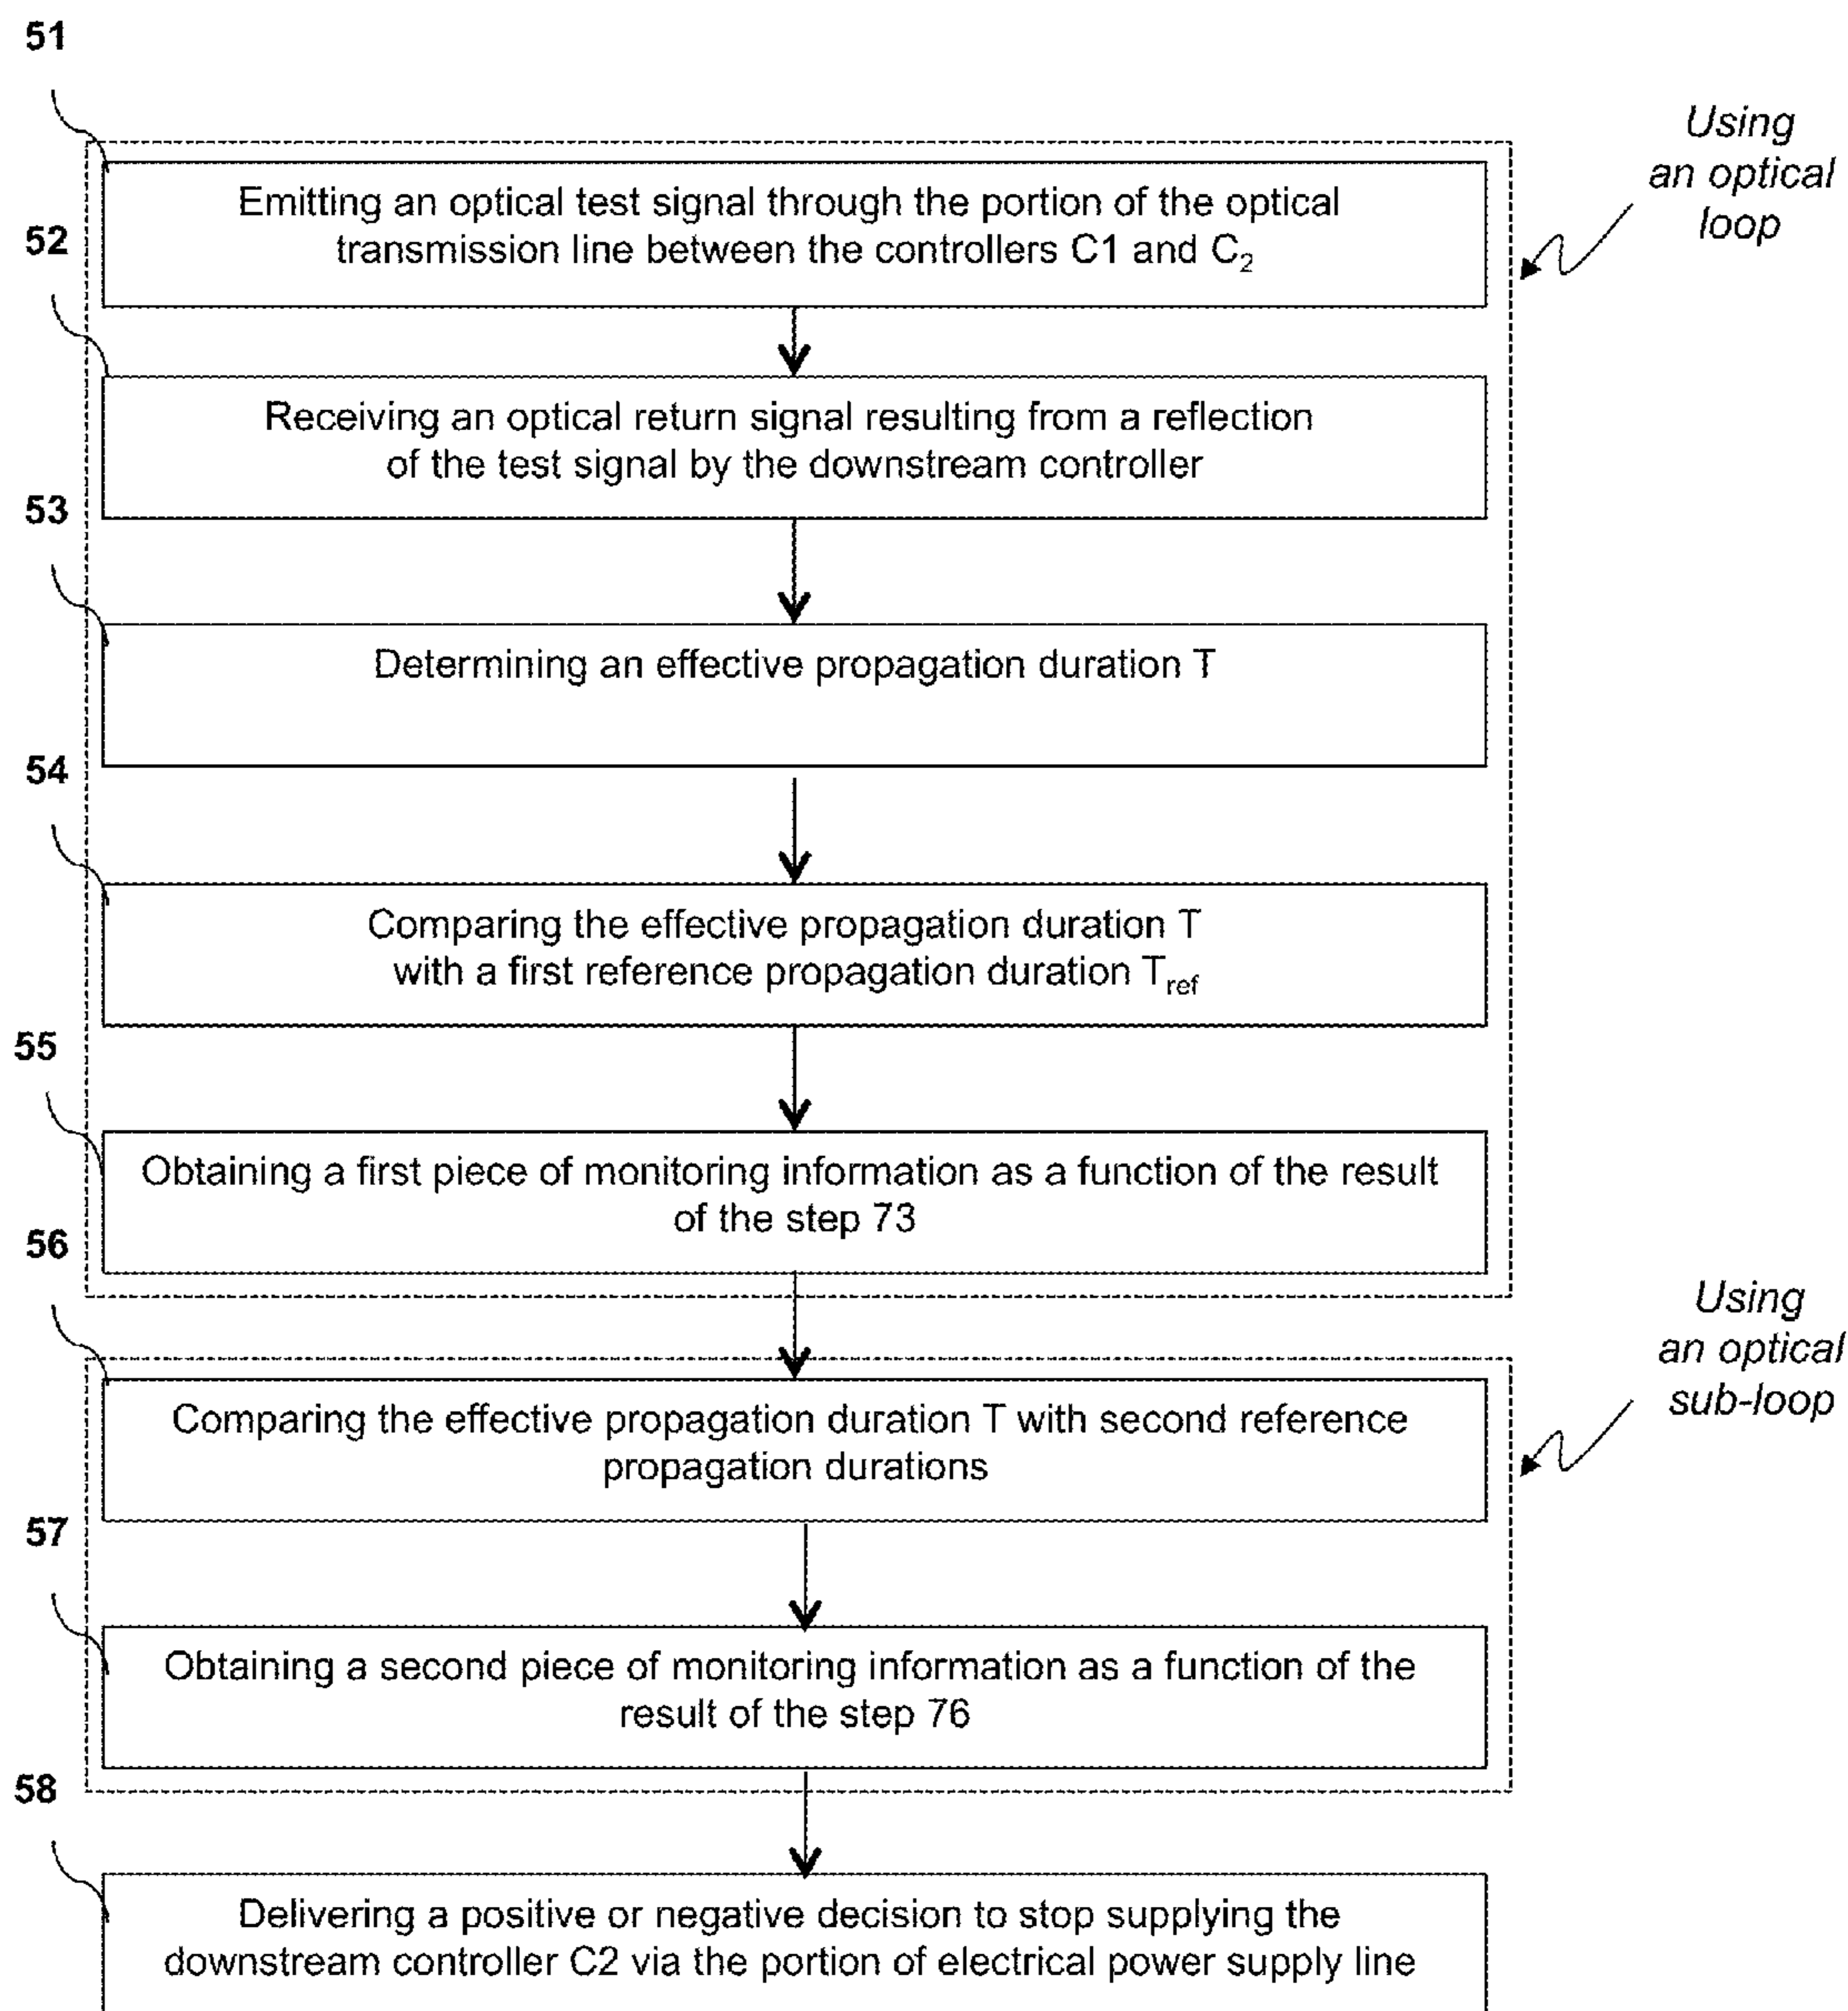 51
Using
an optical
loop
Emitting an optical test signal through the portion of the optical
transmission line between the controllers C1 and C₂
52
Receiving an optical return signal resulting from a reflection
of the test signal by the downstream controller
53
Determining an effective propagation duration T
54
Comparing the effective propagation duration T
with a first reference propagation duration Tref
55
Obtaining a first piece of monitoring information as a function of the result
of the step 73
56
Using
an optical
sub-loop
Comparing the effective propagation duration T with second reference
propagation durations
57
Obtaining a second piece of monitoring information as a function of the
result of the step 76
58
Delivering a positive or negative decision to stop supplying the
downstream controller C2 via the portion of electrical power supply line